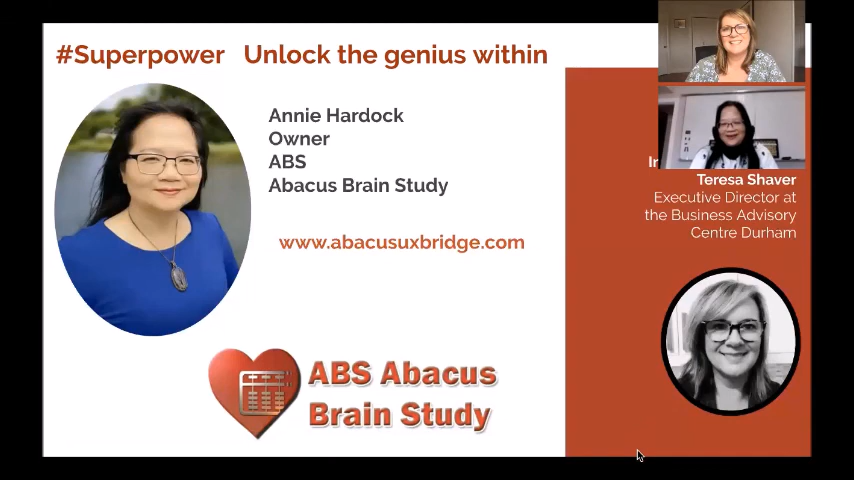 #Superpower Unlock the genius within
Annie Hardock
Owner
ABS
Abacus Brain Study
www.abacusuxbridge.com
ABS Abacus
Brain Study
Teresa Shaver
Executive Director at
the Business Advisory
Centre Durham